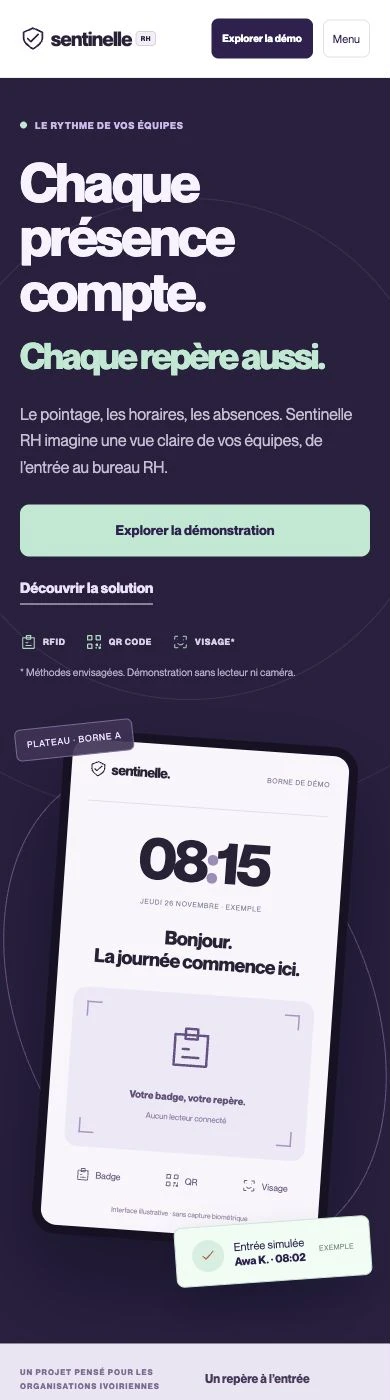 sentinelle RH
Explorer la démo
Menu
LE RYTHME DE VOS ÉQUIPES
Chaque
présence
compte.
Chaque repère aussi.
Le pointage, les horaires, les absences. Sentinelle
RH imagine une vue claire de vos équipes, de
l'entrée au bureau RH.
Explorer la démonstration
Découvrir la solution
RFID
QR CODE
VISAGE*
* Méthodes envisagées. Démonstration sans lecteur ni caméra.
PLATEAU · BORNE A
sentinelle.
BORNE DE DÉMO
08:15
JEUDI 26 NOVEMBRE · EXEMPLE
Bonjour.
La journée commence ici.
Votre badge, votre repère.
Aucun lecteur connecté
Badge
QR
Visage
Interface illustrative · sans capture biométrique
Entrée simulée
Awa K. · 08:02
EXEMPLE
UN PROJET PENSÉ POUR LES
ORGANISATIONS IVOIRIENNES
Un repère à l'entrée